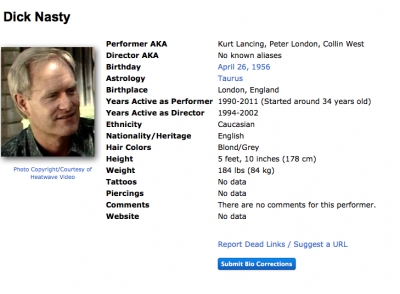 Dick Nasty
Performer AKA Kurt Lancing, Peter London, Collin West
Director AKA No known aliases
Birthday April 26, 1956
Astrology Taurus
Birthplace London, England
Years Active as Performer 1990-2011 (Started around 34 years old)
Years Active as Director 1994-2002
Ethnicity Caucasian
Nationality/Heritage English
Hair Colors Blond/Grey
Height 5 feet, 10 inches (178 cm)
Weight 184 lbs (84 kg)
Tattoos No data
Piercings No data
Comments There are no comments for this performer.
Website No data
Photo Copyright/Courtesy of
Heatwave Video
Report Dead Links / Suggest a URL
Submit Bio Corrections